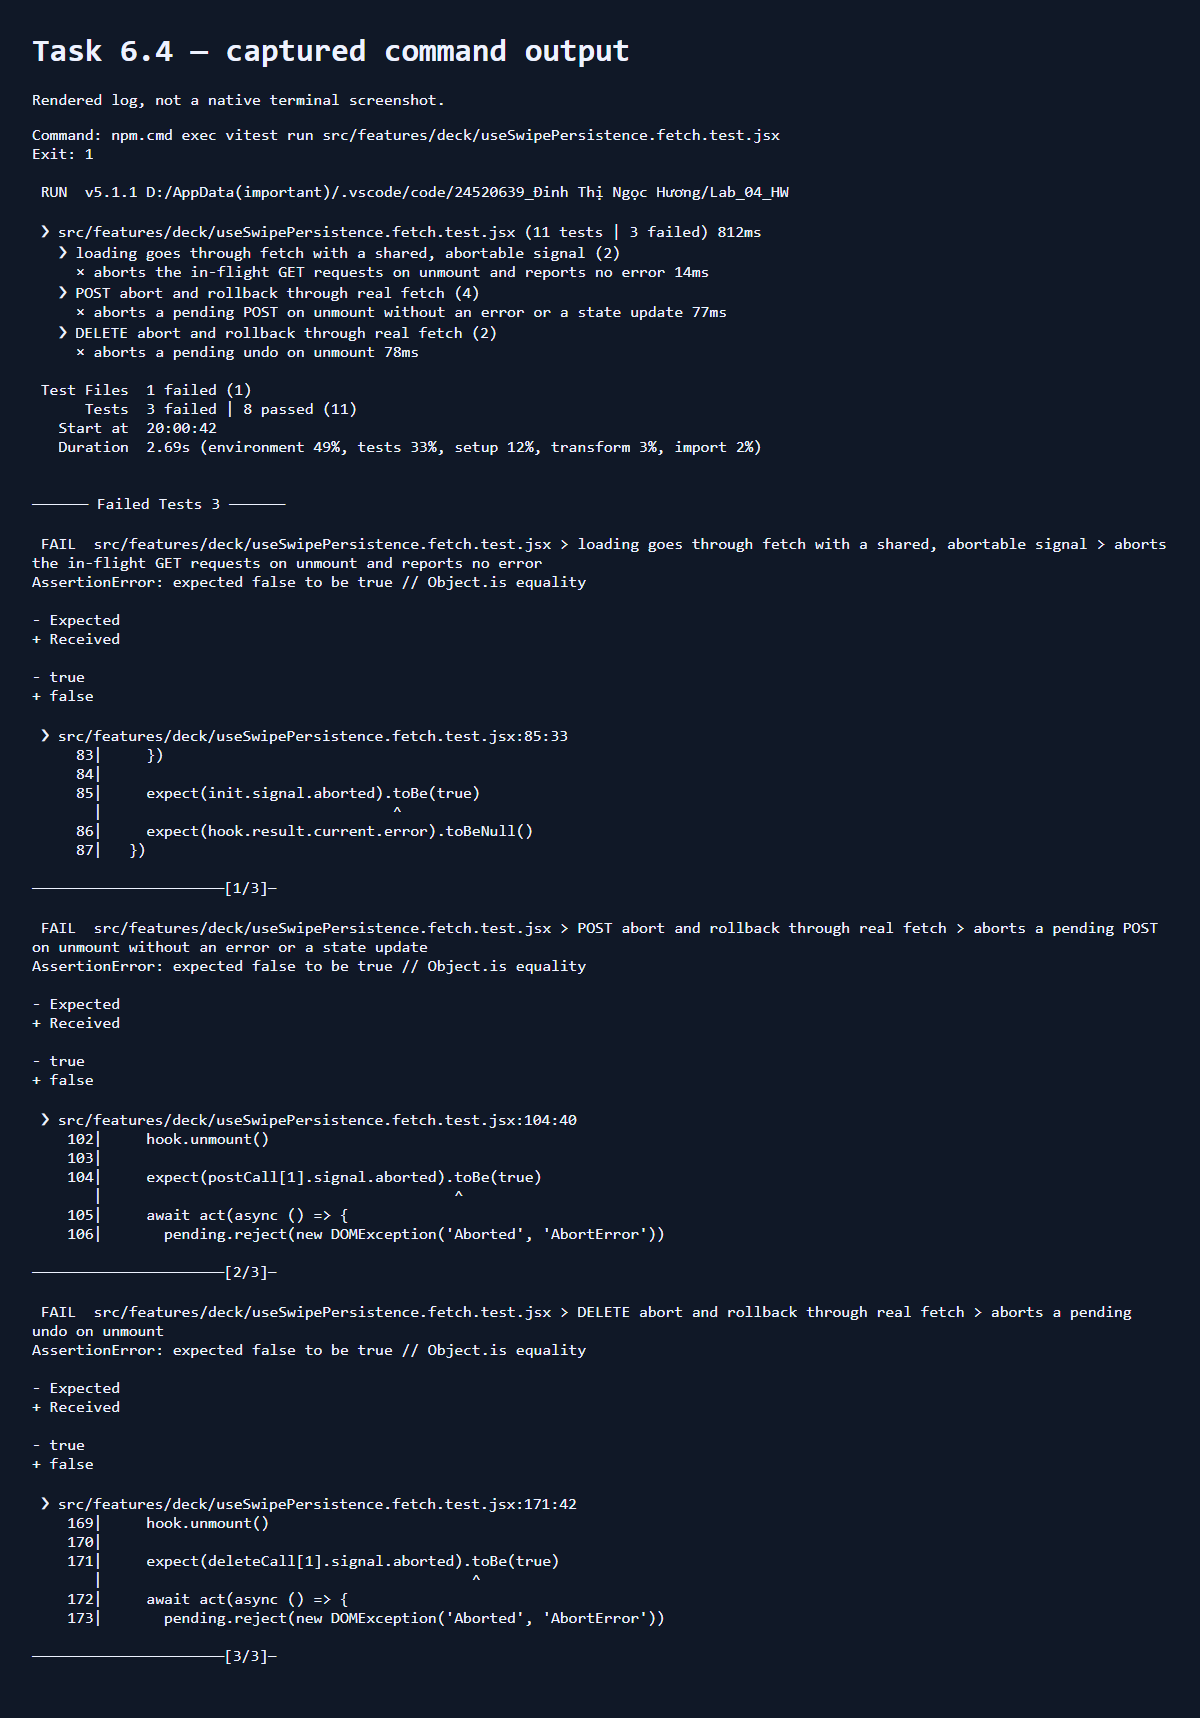 Task 6.4 — captured command output
Rendered log, not a native terminal screenshot.
Command: npm.cmd exec vitest run src/features/deck/useSwipePersistence.fetch.test.jsx
Exit: 1
RUN  v5.1.1 D:/AppData(important)/.vscode/code/24520639_Đinh Thị Ngọc Hương/Lab_04_HW
❯ src/features/deck/useSwipePersistence.fetch.test.jsx (11 tests | 3 failed) 812ms
❯ loading goes through fetch with a shared, abortable signal (2)
× aborts the in-flight GET requests on unmount and reports no error 14ms
❯ POST abort and rollback through real fetch (4)
× aborts a pending POST on unmount without an error or a state update 77ms
❯ DELETE abort and rollback through real fetch (2)
× aborts a pending undo on unmount 78ms
Test Files  1 failed (1)
Tests  3 failed | 8 passed (11)
Start at  20:00:42
Duration  2.69s (environment 49%, tests 33%, setup 12%, transform 3%, import 2%)
—————— Failed Tests 3 ——————
FAIL  src/features/deck/useSwipePersistence.fetch.test.jsx > loading goes through fetch with a shared, abortable signal > aborts
the in-flight GET requests on unmount and reports no error
AssertionError: expected false to be true // Object.is equality
- Expected
+ Received
- true
+ false
❯ src/features/deck/useSwipePersistence.fetch.test.jsx:85:33
83|     })
84|
85|     expect(init.signal.aborted).toBe(true)
|                                 ^
86|     expect(hook.result.current.error).toBeNull()
87|   })
——————————————————————[1/3]—
FAIL  src/features/deck/useSwipePersistence.fetch.test.jsx > POST abort and rollback through real fetch > aborts a pending POST
on unmount without an error or a state update
AssertionError: expected false to be true // Object.is equality
- Expected
+ Received
- true
+ false
❯ src/features/deck/useSwipePersistence.fetch.test.jsx:104:40
102|     hook.unmount()
103|
104|     expect(postCall[1].signal.aborted).toBe(true)
|                                        ^
105|     await act(async () => {
106|       pending.reject(new DOMException('Aborted', 'AbortError'))
——————————————————————[2/3]—
FAIL  src/features/deck/useSwipePersistence.fetch.test.jsx > DELETE abort and rollback through real fetch > aborts a pending
undo on unmount
AssertionError: expected false to be true // Object.is equality
- Expected
+ Received
- true
+ false
❯ src/features/deck/useSwipePersistence.fetch.test.jsx:171:42
169|     hook.unmount()
170|
171|     expect(deleteCall[1].signal.aborted).toBe(true)
|                                          ^
172|     await act(async () => {
173|       pending.reject(new DOMException('Aborted', 'AbortError'))
——————————————————————[3/3]—